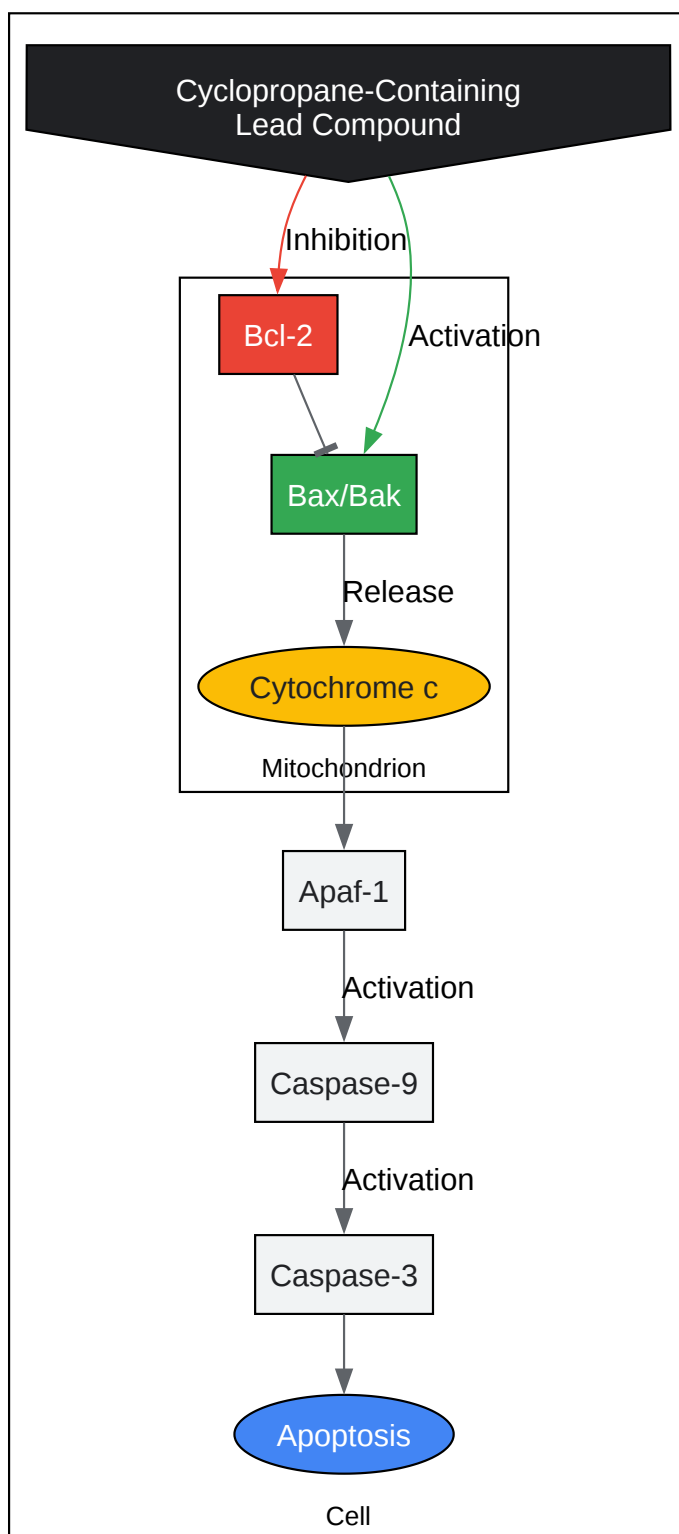 Cyclopropane-Containing
Lead Compound
Inhibition
Bcl-2
Activation
Bax/Bak
Release
Cytochrome c
Mitochondrion
Apaf-1
Activation
Caspase-9
Activation
Caspase-3
Apoptosis
Cell